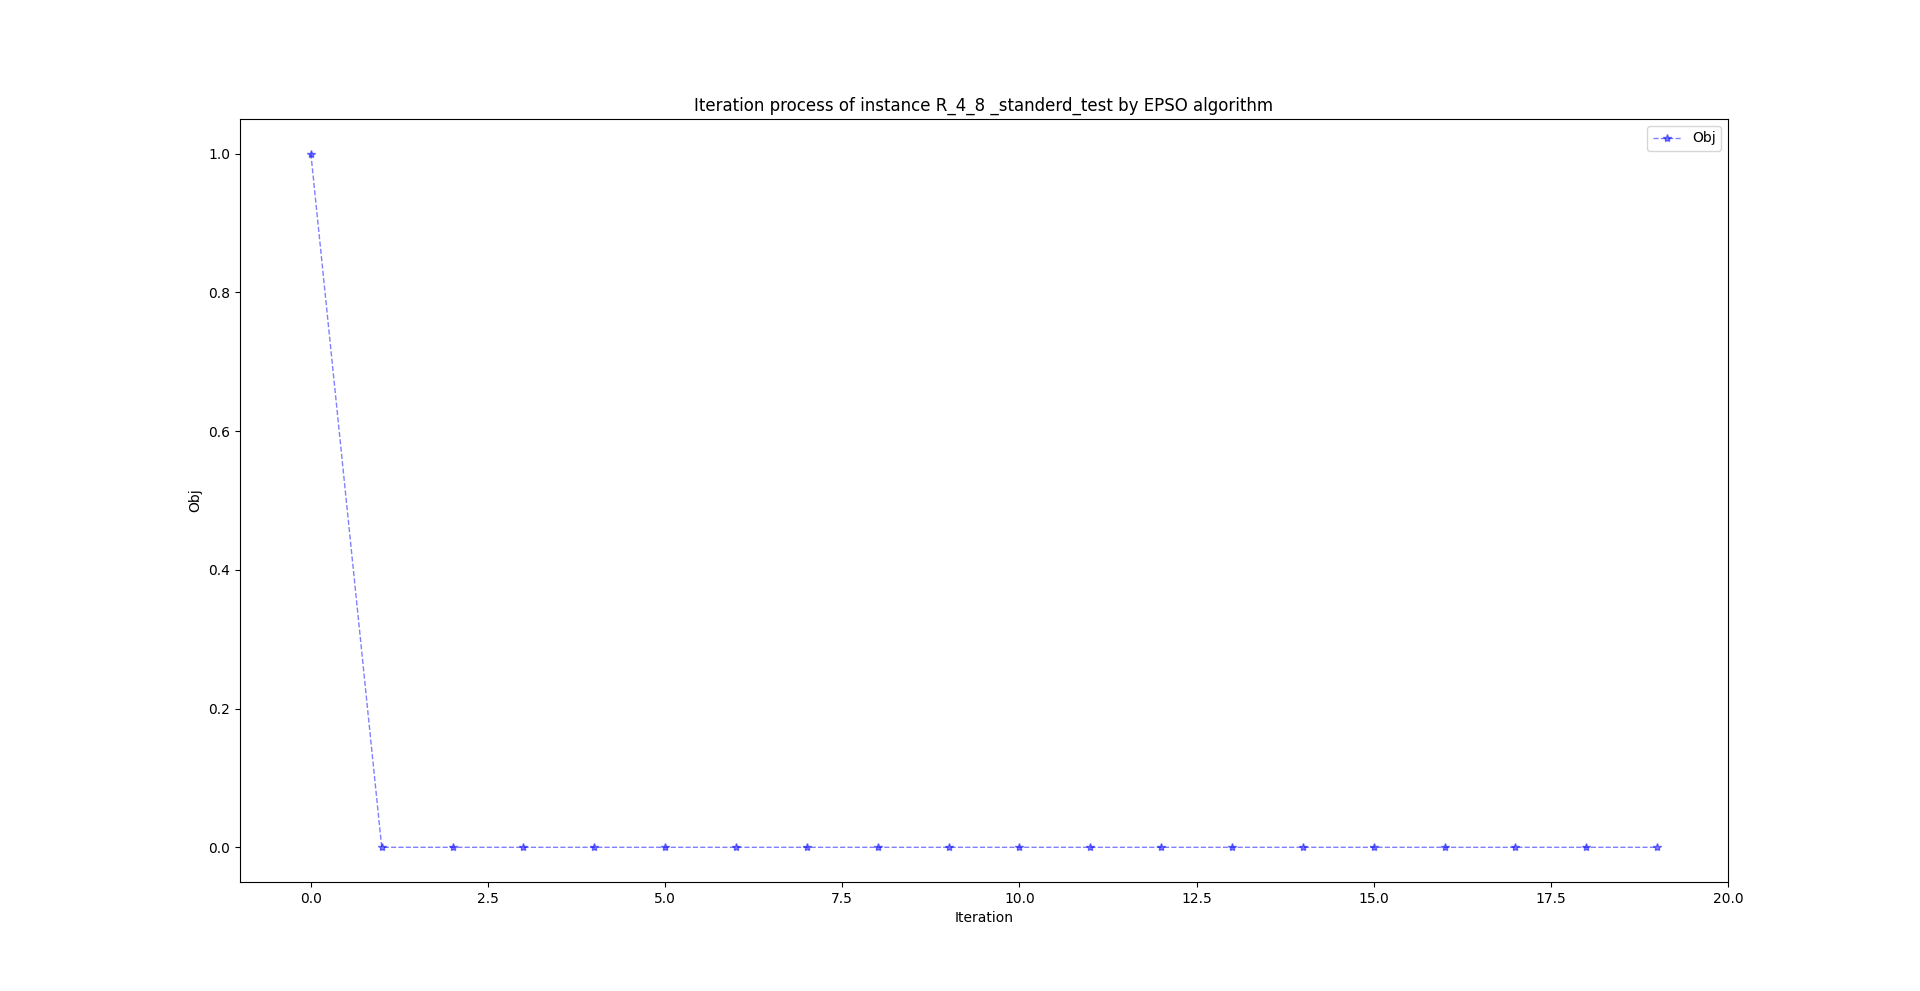 Iteration process of instance R_4_8 _standerd_test by EPSO algorithm
Obj
1.0
0.8
0.6
0.4
0.2
0.0
Obj
0.0 2.5 5.0 7.5 10.0 12.5 15.0 17.5 20.0
Iteration